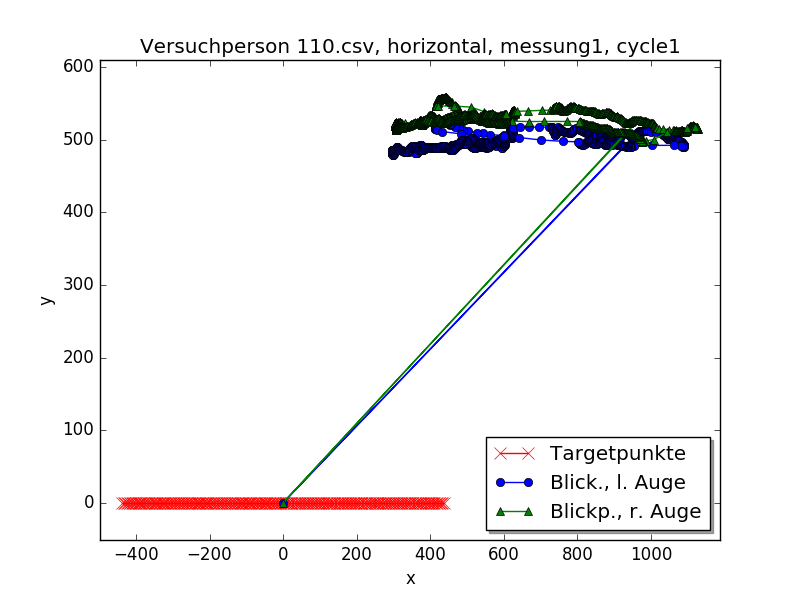 Versuchperson 110.csv, horizontal, messung1, cycle1
600
500
400
300
200
100
0
y
−400 −200 0 200 400 600 800 1000
x
Targetpunkte
Blick., l. Auge
Blickp., r. Auge